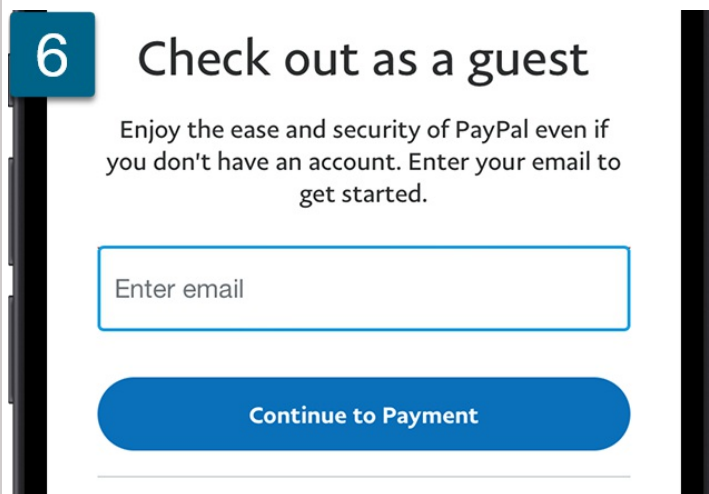 6
Check out as a guest
Enjoy the ease and security of PayPal even if
you don't have an account. Enter your email to
get started.
Enter email
Continue to Payment